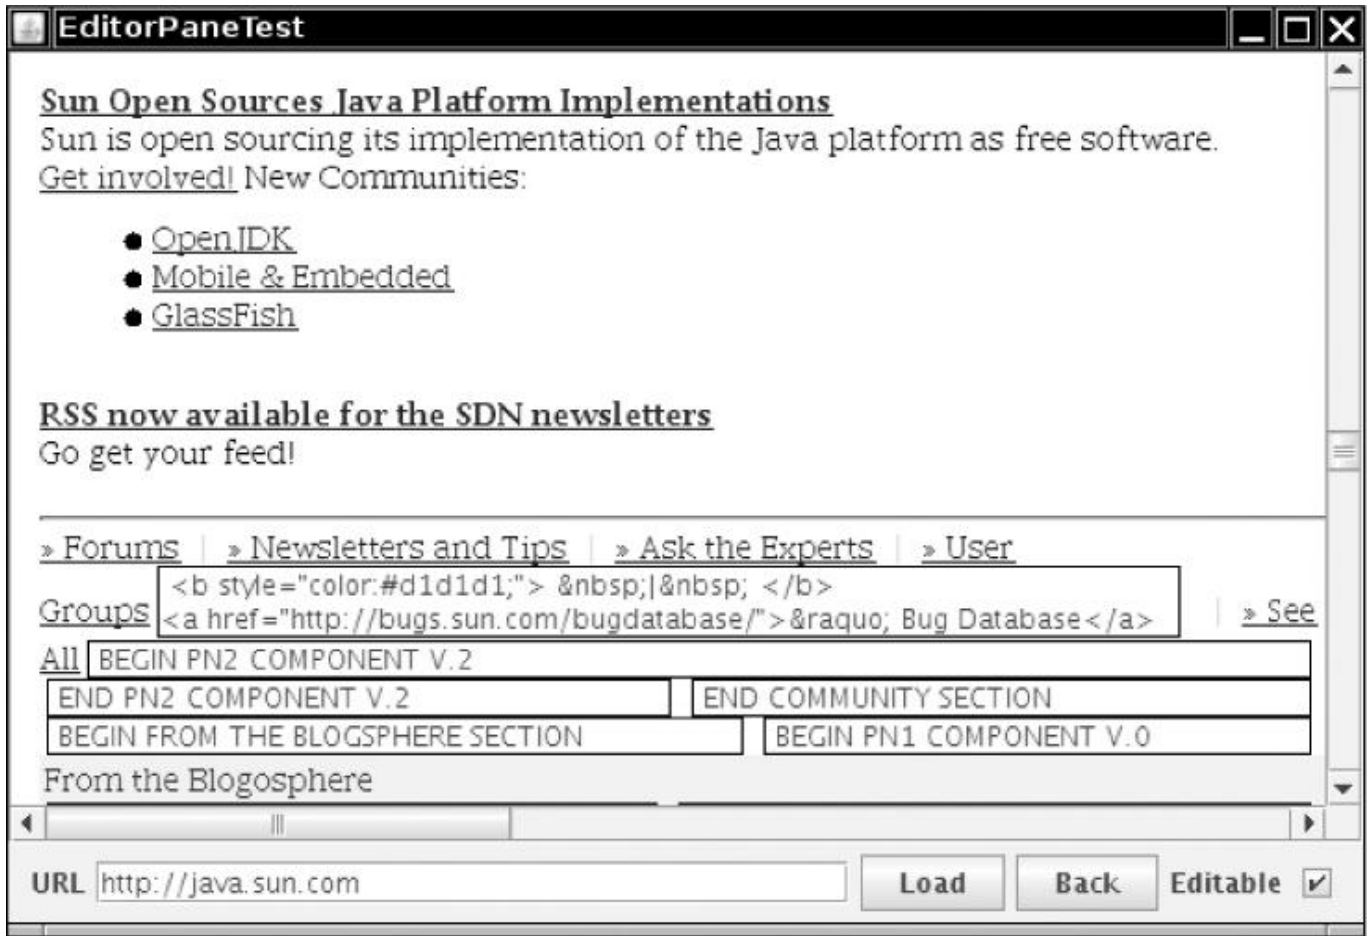 EditorPaneTest
Sun Open Sources Java Platform Implementations
Sun is open sourcing its implementation of the Java platform as free software.
Get involved! New Communities:
OpenJDK
Mobile & Embedded
GlassFish
RSS now available for the SDN newsletters
Go get your feed!
» Forums | » Newsletters and Tips | » Ask the Experts | » User
<b style="color:#d1d1d1;"> &nbsp;|&nbsp; </b>
Groups <a href="http://bugs.sun.com/bugdatabase/">&raquo; Bug Database</a> | » See
All BEGIN PN2 COMPONENT V.2
END PN2 COMPONENT V.2 END COMMUNITY SECTION
BEGIN FROM THE BLOGSPHERE SECTION BEGIN PN1 COMPONENT V.0
From the Blogosphere
URL http://java.sun.com Load Back Editable